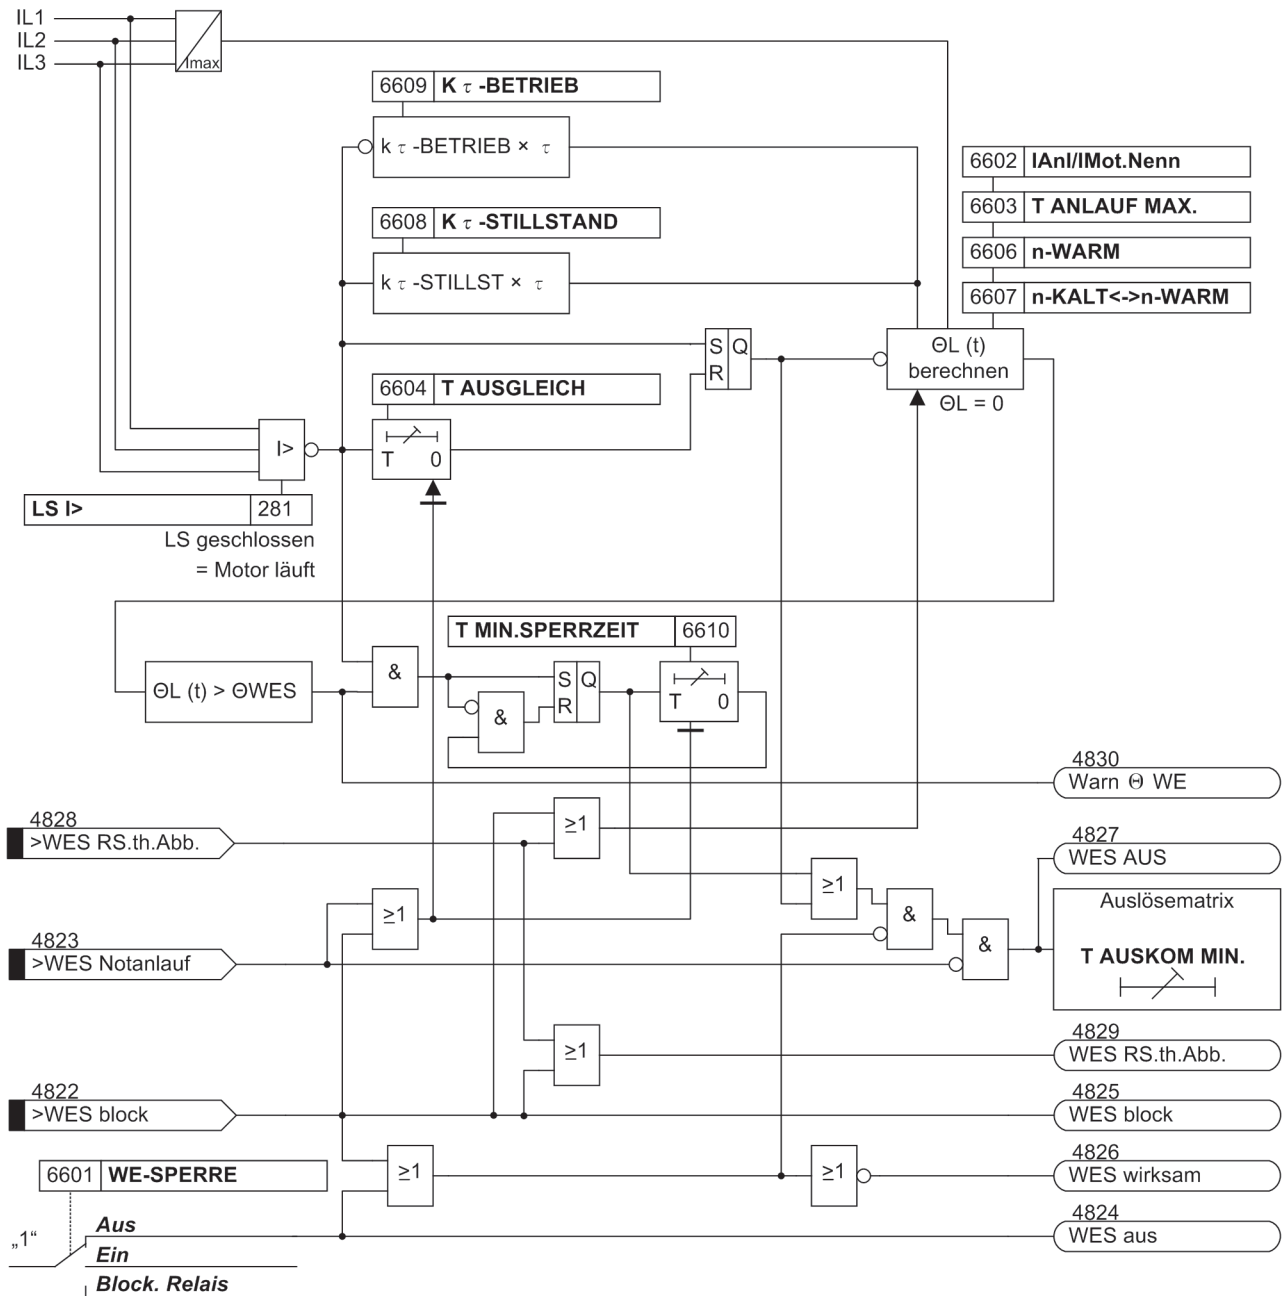 IL1
IL2
IL3
Imax
6609 K τ -BETRIEB
k τ -BETRIEB × τ
6602 IAnl/IMot.Nenn
6603 T ANLAUF MAX.
6608 K τ -STILLSTAND
6606 n-WARM
k τ -STILLST × τ
6607 n-KALT<->n-WARM
S Q
R
ΘL (t)
berechnen
ΘL = 0
6604 T AUSGLEICH
T 0
I>
LS I> 281
LS geschlossen
= Motor läuft
T MIN.SPERRZEIT 6610
ΘL (t) > ΘWES
&
S Q
R
&
T 0
4830
Warn Θ WE
4828
>WES RS.th.Abb.
≥1
4827
WES AUS
≥1
≥1
&
&
Auslösematrix
T AUSKOM MIN.
4823
>WES Notanlauf
≥1
4829
WES RS.th.Abb.
4822
>WES block
4825
WES block
6601 WE-SPERRE
≥1
≥1
4826
WES wirksam
4824
WES aus
„1“
Aus
Ein
Block. Relais